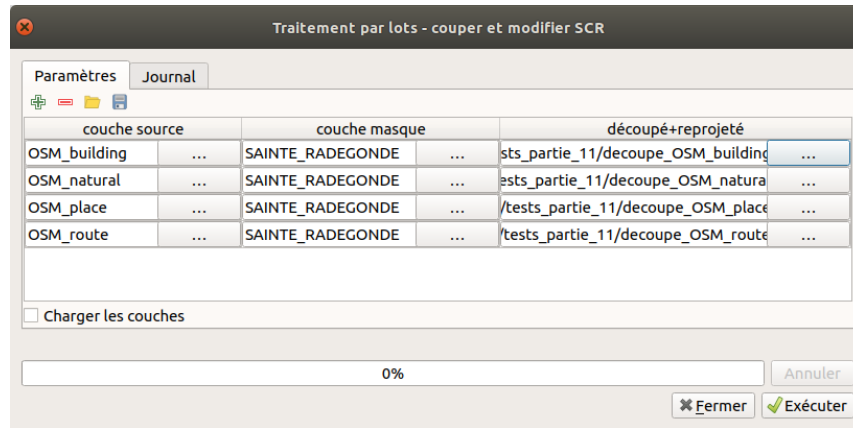 Traitement par lots - couper et modifier SCR
Paramètres Journal
couche source couche masque découpé+reprojeté
OSM_building ... SAINTE_RADEGONDE ... sts_partie_11/decoupe_OSM_building ...
OSM_natural ... SAINTE_RADEGONDE ... ests_partie_11/decoupe_OSM_natura ...
OSM_place ... SAINTE_RADEGONDE ... /tests_partie_11/decoupe_OSM_place ...
OSM_route ... SAINTE_RADEGONDE ... /tests_partie_11/decoupe_OSM_route ...
Charger les couches
0% Annuler
Fermer Exécuter